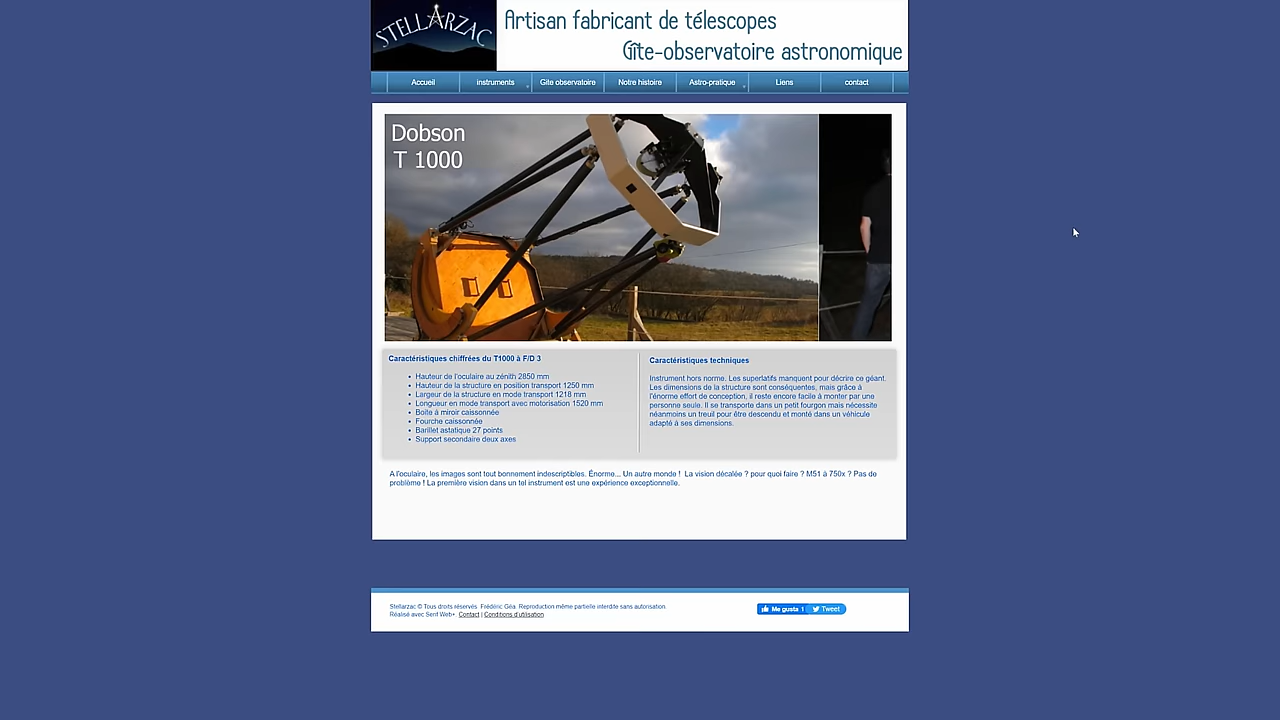 STELLARZAC
Artisan fabricant de télescopes
Gîte-observatoire astronomique
Accueil
instruments
Gite observatoire
Notre histoire
Astro-pratique
Liens
contact
Dobson
T 1000
Caractéristiques chiffrées du T1000 à F/D 3
• Hauteur de l'oculaire au zénith 2850 mm
• Hauteur de la structure en position transport 1250 mm
• Largeur de la structure en mode transport 1218 mm
• Longueur en mode transport avec motorisation 1520 mm
• Boite à miroir caissonnée
• Fourche caissonnée
• Barillet astatique 27 points
• Support secondaire deux axes
Caractéristiques techniques
Instrument hors norme. Les superlatifs manquent pour décrire ce géant.
Les dimensions de la structure sont conséquentes, mais grâce à
l'énorme effort de conception, il reste encore facile à monter par une
personne seule. Il se transporte dans un petit fourgon mais nécessite
néanmoins un treuil pour être descendu et monté dans un véhicule
adapté à ses dimensions.
A l'oculaire, les images sont tout bonnement indescriptibles. Énorme... Un autre monde ! La vision décalée ? pour quoi faire ? M51 à 750x ? Pas de
problème ! La première vision dans un tel instrument est une expérience exceptionnelle.
Stellarzac © Tous droits réservés Frédéric Géa. Reproduction même partielle interdite sans autorisation.
Réalisé avec Serif Web+. Contact | Conditions d'utilisation
Me gusta 1
Tweet